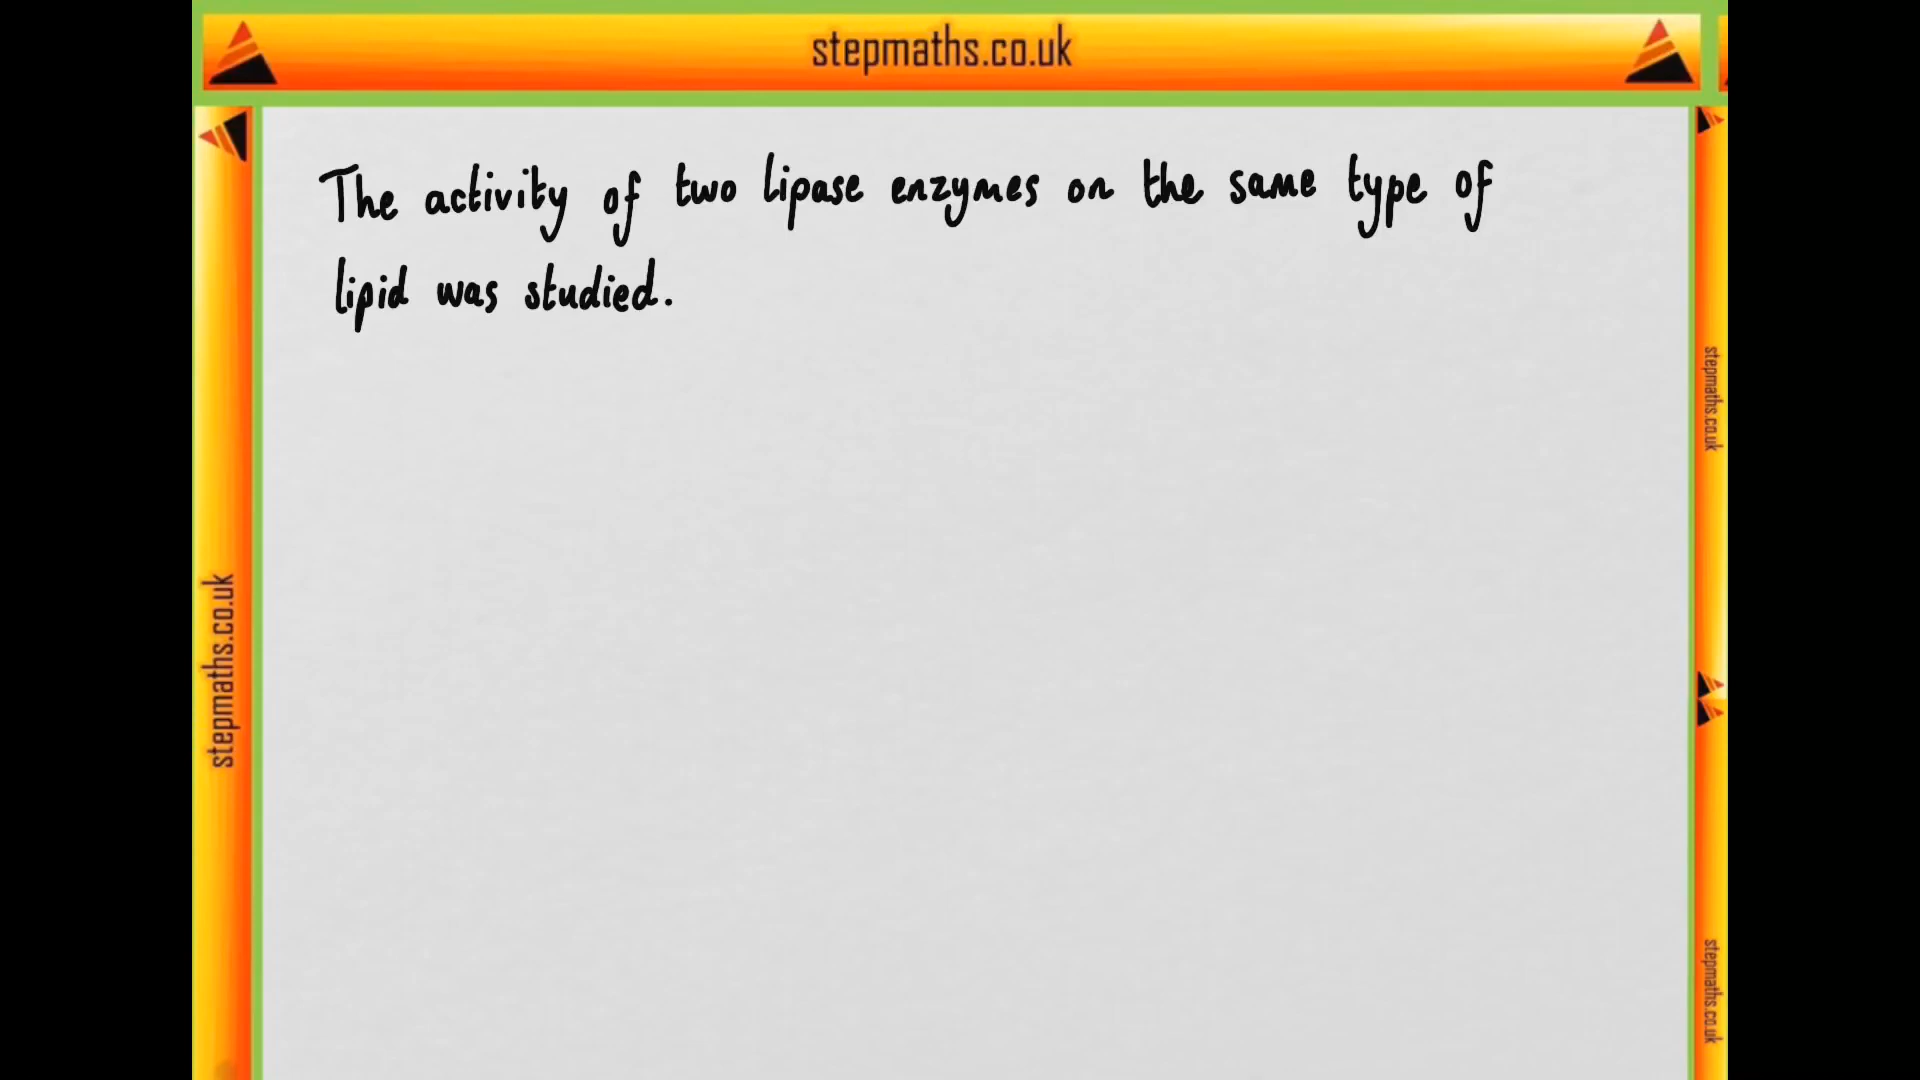 stepmaths.co.uk
The activity of two lipase enzymes on the same type of
lipid was studied.
stepmaths.co.uk
stepmaths.co.uk
stepmaths.co.uk